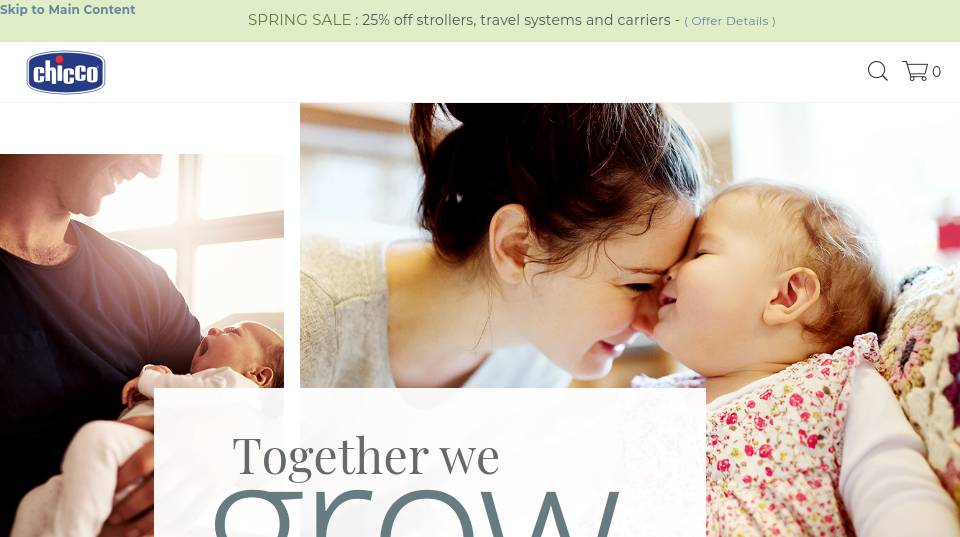 Skip to Main Content
SPRING SALE : 25% off strollers, travel systems and carriers - ( Offer Details )
chicco
0
Together we
grow